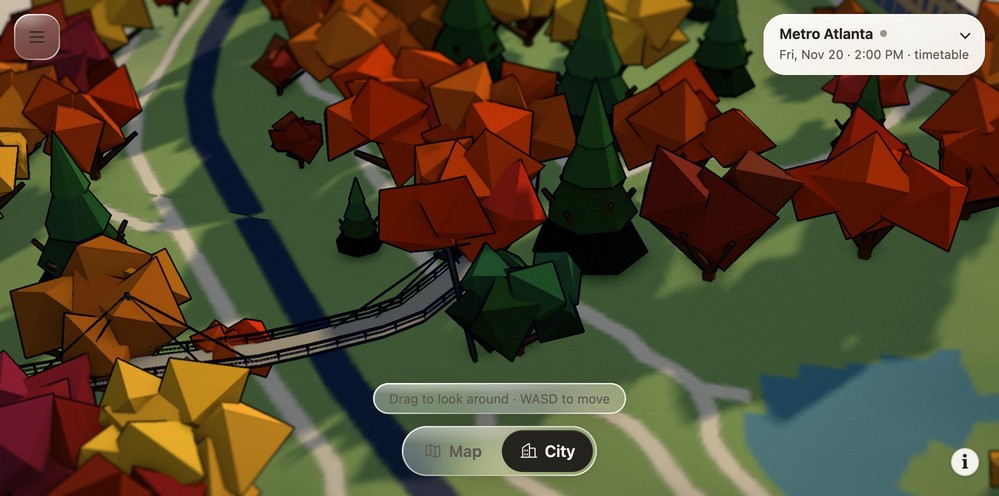 Metro Atlanta
Fri, Nov 20 · 2:00 PM · timetable
Drag to look around · WASD to move
Map
City
i